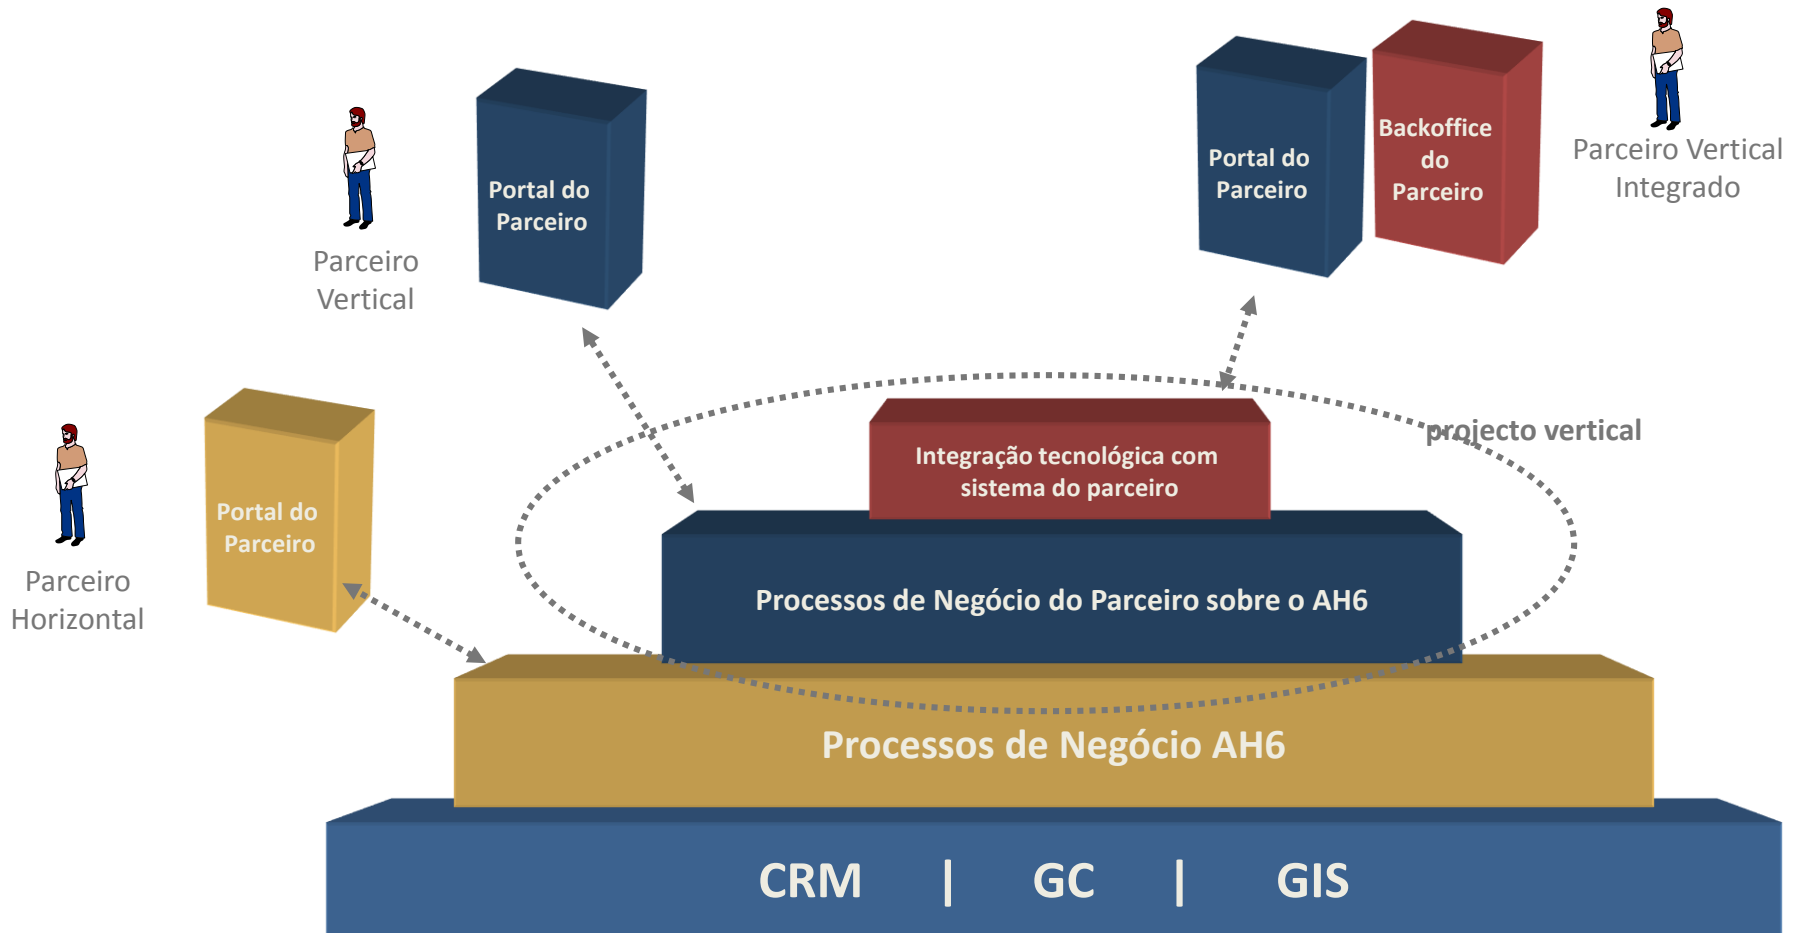 Portal do
Parceiro
Backoffice
do
Parceiro
Parceiro Vertical
Integrado
Portal do
Parceiro
Parceiro
Vertical
Portal do
Parceiro
Parceiro
Horizontal
projecto vertical
Integração tecnológica com
sistema do parceiro
Processos de Negócio do Parceiro sobre o AH6
Processos de Negócio AH6
CRM | GC | GIS